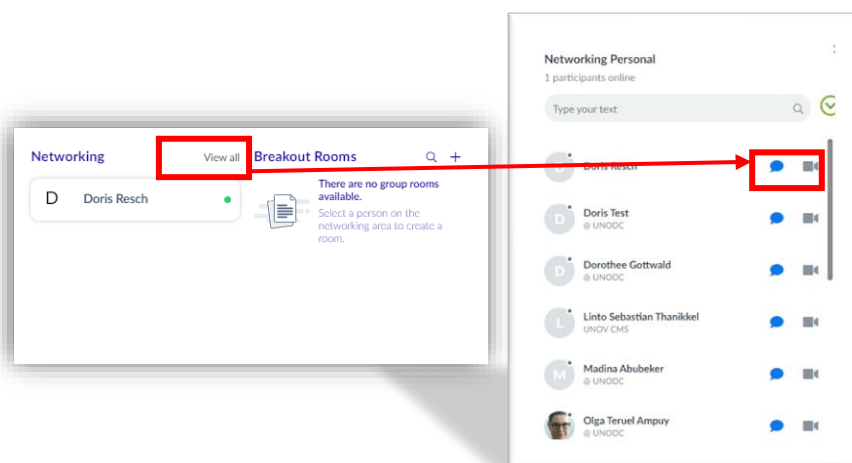 Networking
View all
Breakout Rooms
D
Doris Resch
There are no group rooms
available.
Select a person on the
networking area to create a
room.
Networking Personal
1 participants online
Type your text
D
Doris Resch
D
Doris Test
@ UNODC
D
Dorothee Gottwald
@ UNODC
L
Linto Sebastian Thanikkel
UNOV CMS
M
Madina Abubeker
@ UNODC
Olga Teruel Ampuy
@ UNODC